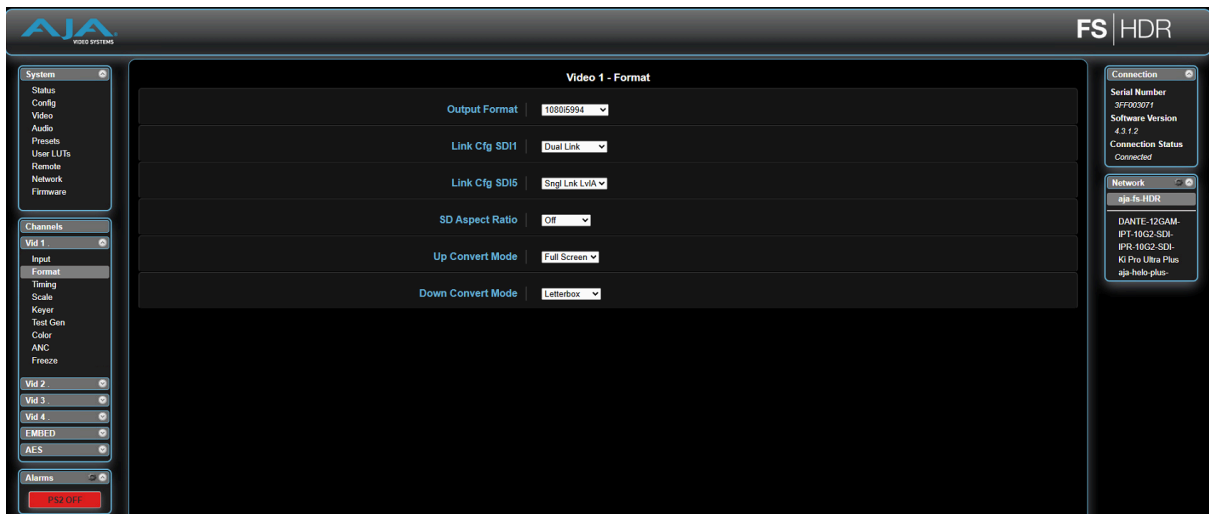 AJA
VIDEO SYSTEMS
FS|HDR
System
Status
Config
Video
Audio
Presets
User LUTs
Remote
Network
Firmware
Channels
Vid 1 .
Input
Format
Timing
Scale
Keyer
Test Gen
Color
ANC
Freeze
Vid 2 .
Vid 3 .
Vid 4 .
EMBED
AES
Alarms
PS2 OFF
Video 1 - Format
Output Format 1080i5994
Link Cfg SDI1 Dual Link
Link Cfg SDI5 Sngl Lnk LvlA
SD Aspect Ratio Off
Up Convert Mode Full Screen
Down Convert Mode Letterbox
Connection
Serial Number
3FF003071
Software Version
4.3.1.2
Connection Status
Connected
Network
aja-fs-HDR
DANTE-12GAM-
IPT-10G2-SDI-
IPR-10G2-SDI-
Ki Pro Ultra Plus
aja-helo-plus-